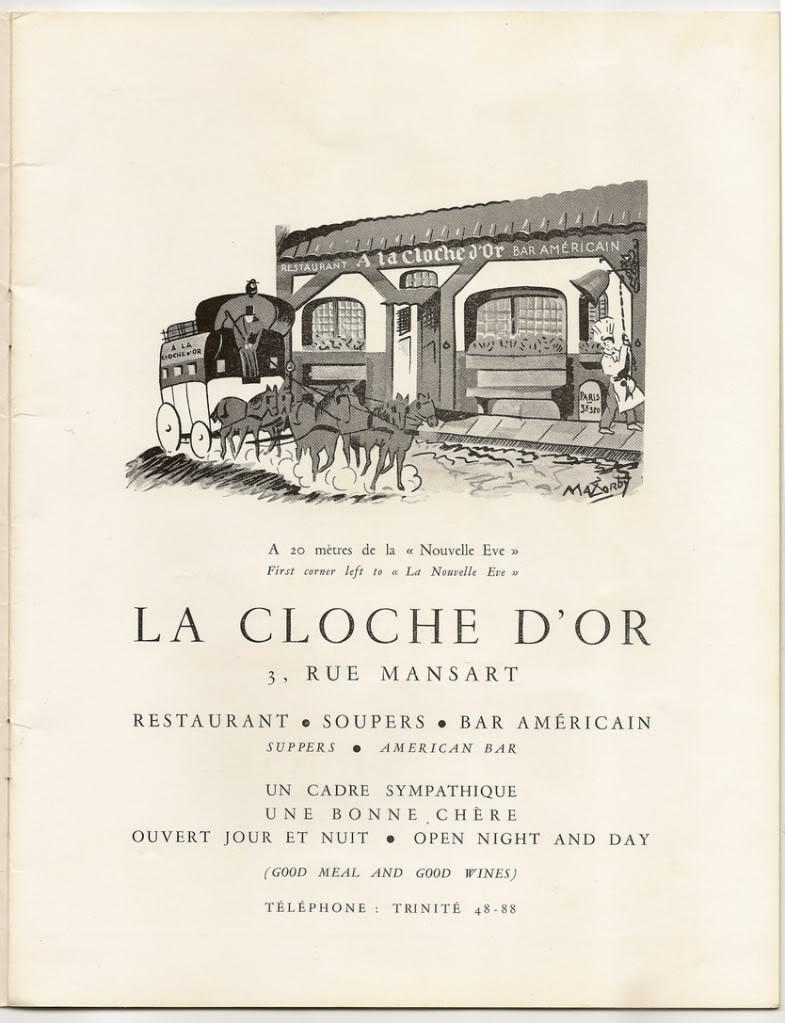 RESTAURANT A la Cloche d'Or BAR AMÉRICAIN
A LA
CLOCHE D'OR
PARIS
A 20 mètres de la « Nouvelle Eve »
First corner left to « La Nouvelle Eve »
LA CLOCHE D'OR
3, RUE MANSART
RESTAURANT • SOUPERS • BAR AMÉRICAIN
SUPPERS • AMERICAN BAR
UN CADRE SYMPATHIQUE
UNE BONNE CHÈRE
OUVERT JOUR ET NUIT • OPEN NIGHT AND DAY
(GOOD MEAL AND GOOD WINES)
TÉLÉPHONE : TRINITÉ 48-88